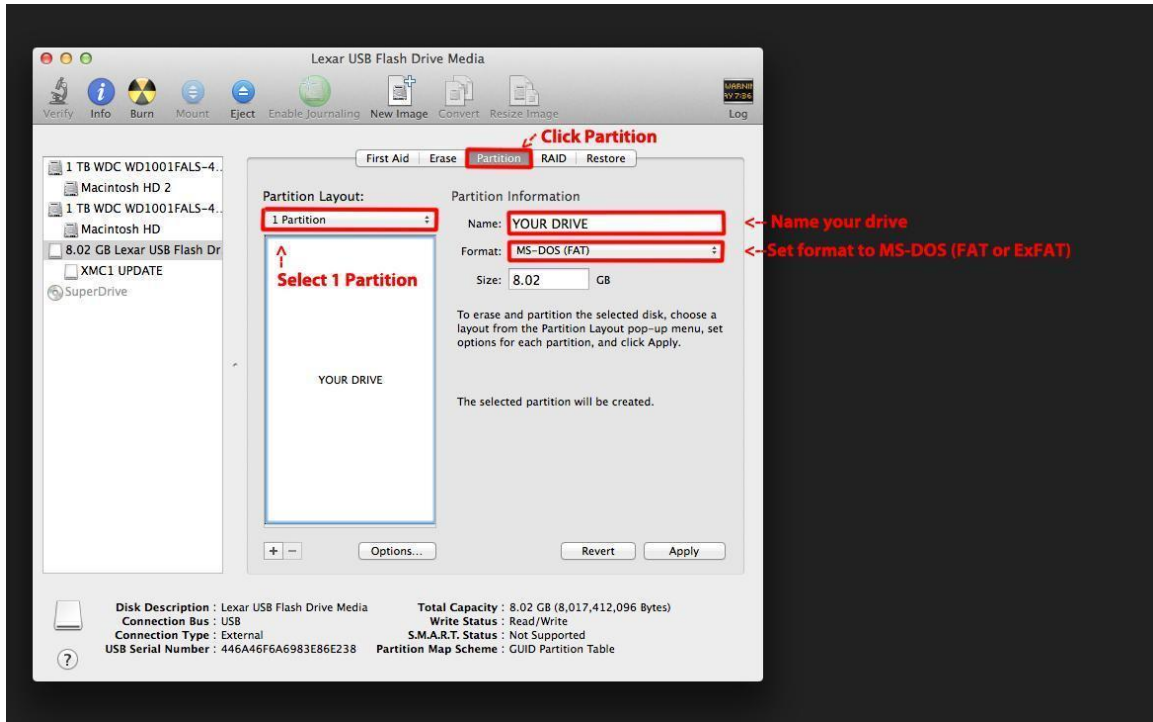 Lexar USB Flash Drive Media
Verify Info Burn Mount Eject Enable Journaling New Image Convert Resize Image Log
WARNIN
AY 7:36
Click Partition
First Aid Erase Partition RAID Restore
1 TB WDC WD1001FALS-4..
Macintosh HD 2
1 TB WDC WD1001FALS-4..
Macintosh HD
8.02 GB Lexar USB Flash Dr
XMC1 UPDATE
SuperDrive
Partition Layout:
1 Partition
Select 1 Partition
YOUR DRIVE
+ − Options...
Partition Information
Name: YOUR DRIVE <-- Name your drive
Format: MS-DOS (FAT) <--Set format to MS-DOS (FAT or ExFAT)
Size: 8.02 GB
To erase and partition the selected disk, choose a
layout from the Partition Layout pop-up menu, set
options for each partition, and click Apply.
The selected partition will be created.
Revert Apply
Disk Description : Lexar USB Flash Drive Media
Connection Bus : USB
Connection Type : External
USB Serial Number : 446A46F6A6983E86E238
Total Capacity : 8.02 GB (8,017,412,096 Bytes)
Write Status : Read/Write
S.M.A.R.T. Status : Not Supported
Partition Map Scheme : GUID Partition Table
?